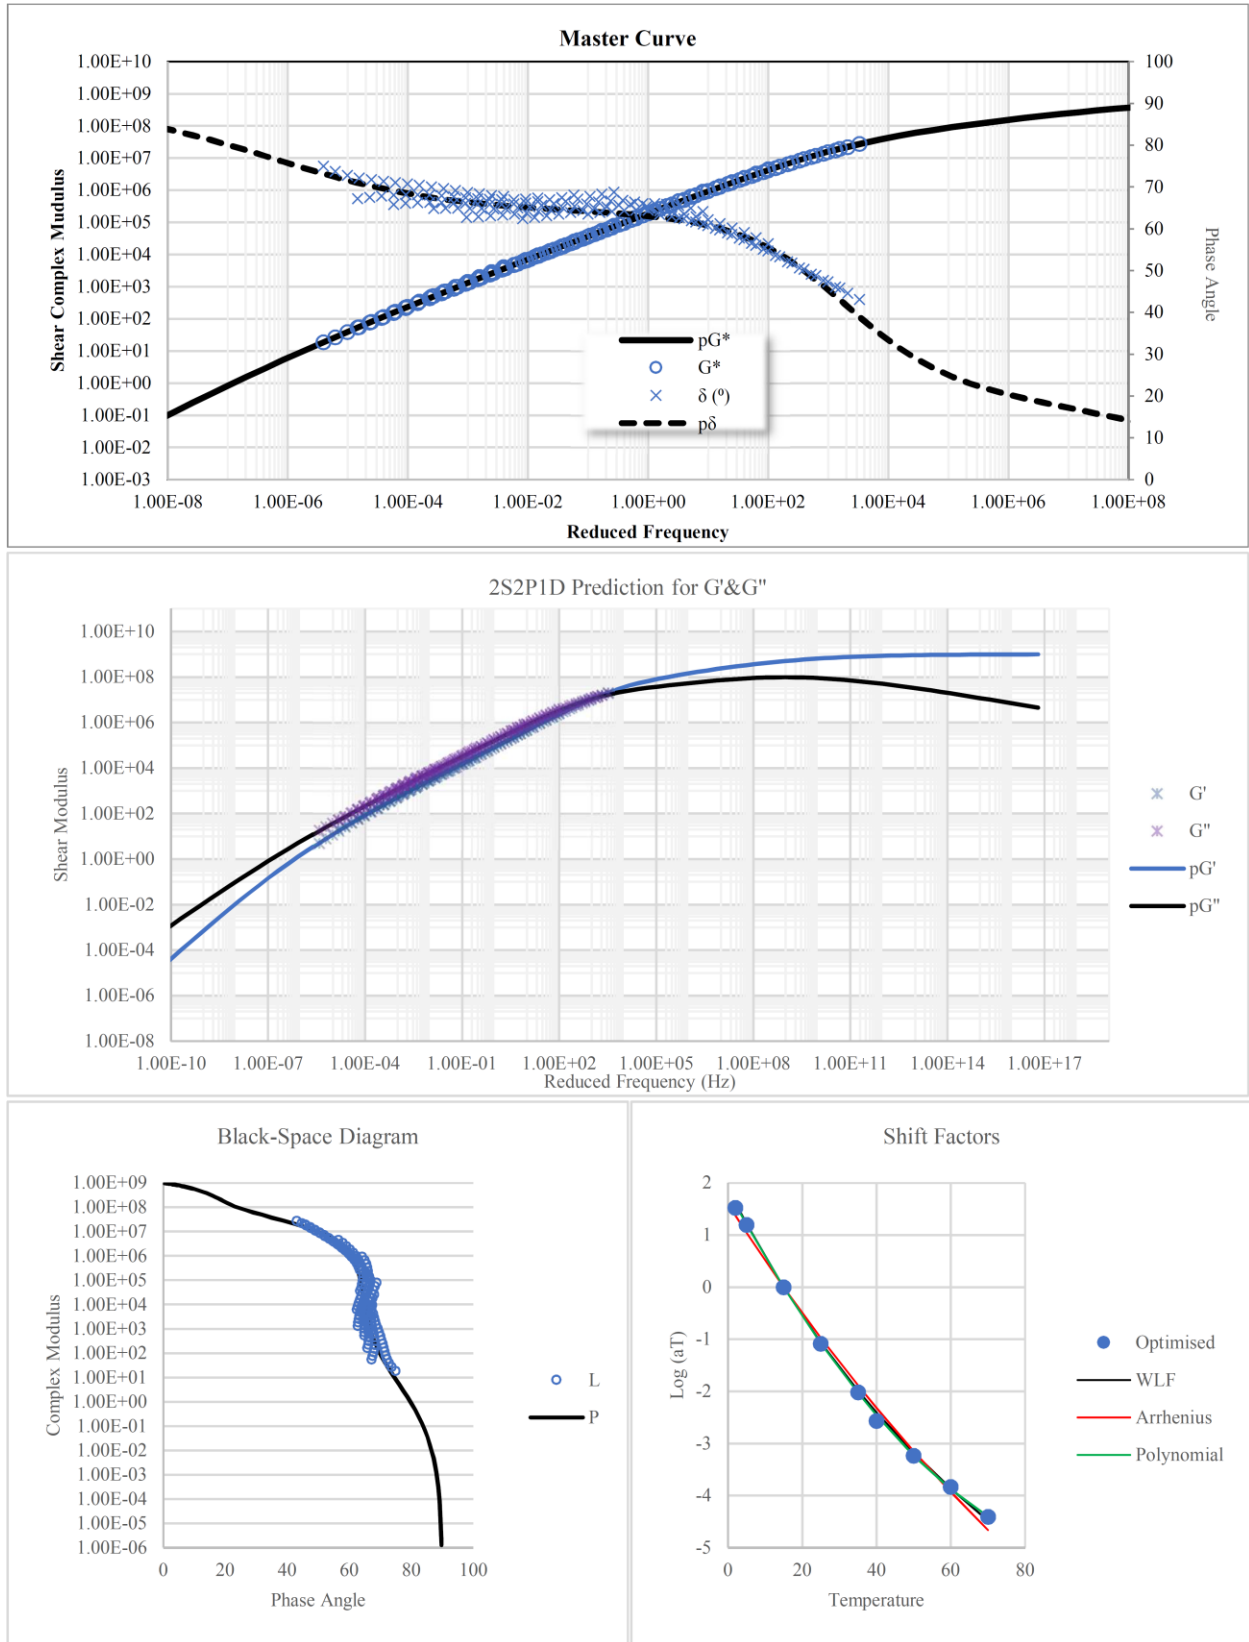 Master Curve
1.00E+10
1.00E+09
1.00E+08
1.00E+07
1.00E+06
1.00E+05
1.00E+04
1.00E+03
1.00E+02
1.00E+01
1.00E+00
1.00E-01
1.00E-02
1.00E-03
Shear Complex Mudulus
100
90
80
70
60
50
40
30
20
10
0
Phase Angle
pG*
G*
δ (º)
pδ
1.00E-08 1.00E-06 1.00E-04 1.00E-02 1.00E+00 1.00E+02 1.00E+04 1.00E+06 1.00E+08
Reduced Frequency
2S2P1D Prediction for G'&G"
1.00E+10
1.00E+08
1.00E+06
1.00E+04
1.00E+02
1.00E+00
1.00E-02
1.00E-04
1.00E-06
1.00E-08
Shear Modulus
G'
G"
pG'
pG"
1.00E-10 1.00E-07 1.00E-04 1.00E-01 1.00E+02 1.00E+05 1.00E+08 1.00E+11 1.00E+14 1.00E+17
Reduced Frequency (Hz)
Black-Space Diagram
1.00E+09
1.00E+08
1.00E+07
1.00E+06
1.00E+05
1.00E+04
1.00E+03
1.00E+02
1.00E+01
1.00E+00
1.00E-01
1.00E-02
1.00E-03
1.00E-04
1.00E-05
1.00E-06
Complex Modulus
L
P
0 20 40 60 80 100
Phase Angle
Shift Factors
2
1
0
-1
-2
-3
-4
-5
Log (aT)
Optimised
WLF
Arrhenius
Polynomial
0 20 40 60 80
Temperature